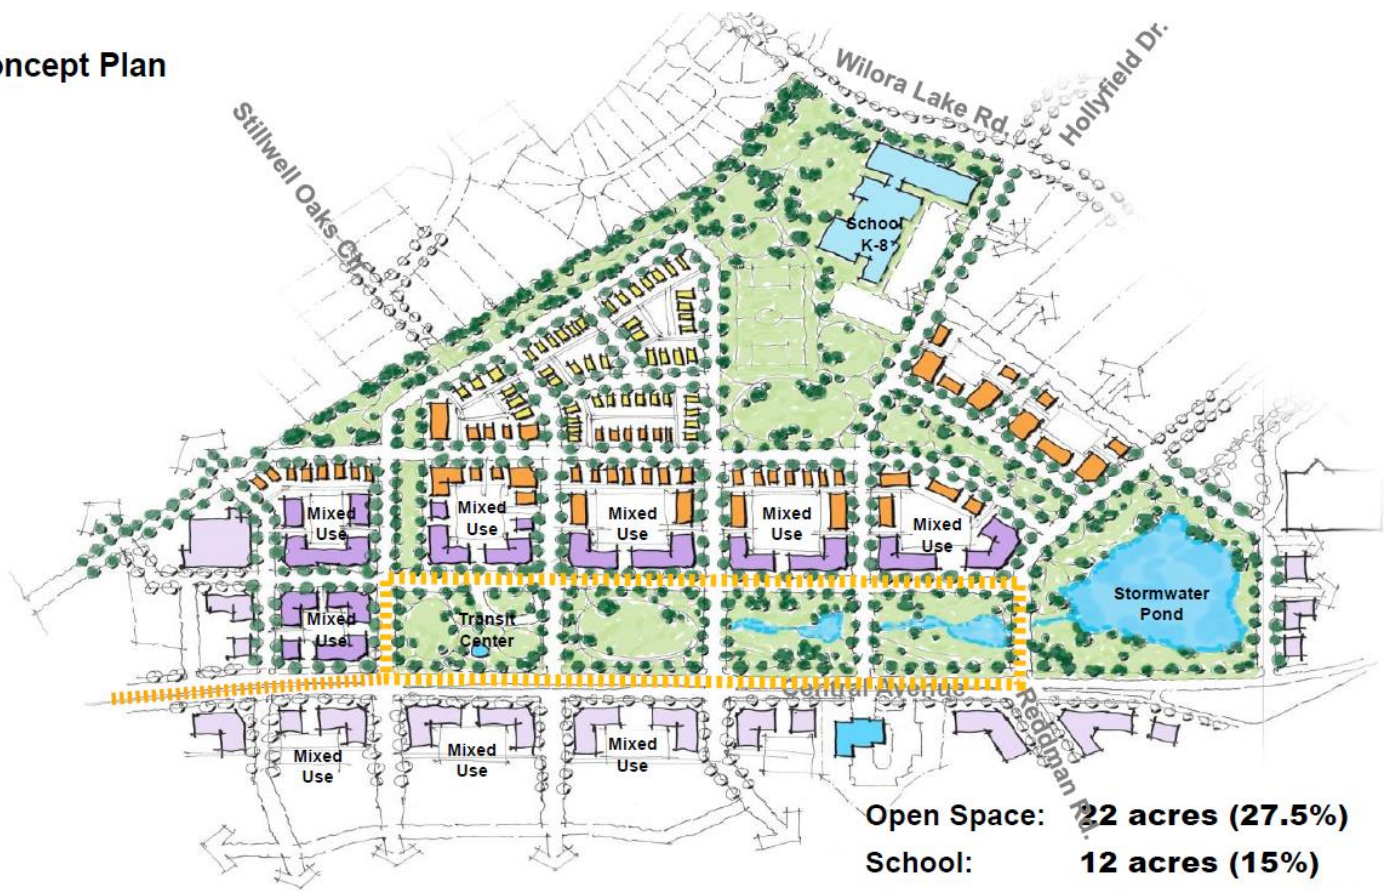 oncept Plan
Wilora Lake Rd.
Hollyfield Dr.
Stillwell Oaks Cir.
School
K-8
Mixed
Use
Mixed
Use
Mixed
Use
Mixed
Use
Mixed
Use
Stormwater
Pond
Mixed
Use
Transit
Center
Central Avenue
Reddman Rd.
Mixed
Use
Mixed
Use
Mixed
Use
Open Space: 22 acres (27.5%)
School: 12 acres (15%)